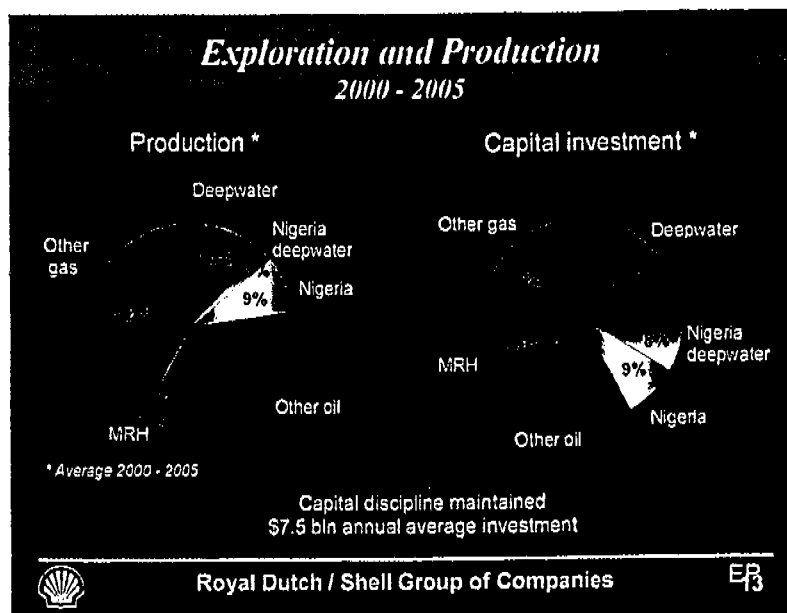 Exploration and Production
2000 - 2005
Production *
Capital investment *
Deepwater
Other gas
Nigeria deepwater
Nigeria
9%
Other oil
MRH
* Average 2000 - 2005
Other gas
Deepwater
Nigeria deepwater
9%
Nigeria
Other oil
MRH
Capital discipline maintained
$7.5 bln annual average investment
Royal Dutch / Shell Group of Companies
EP
13